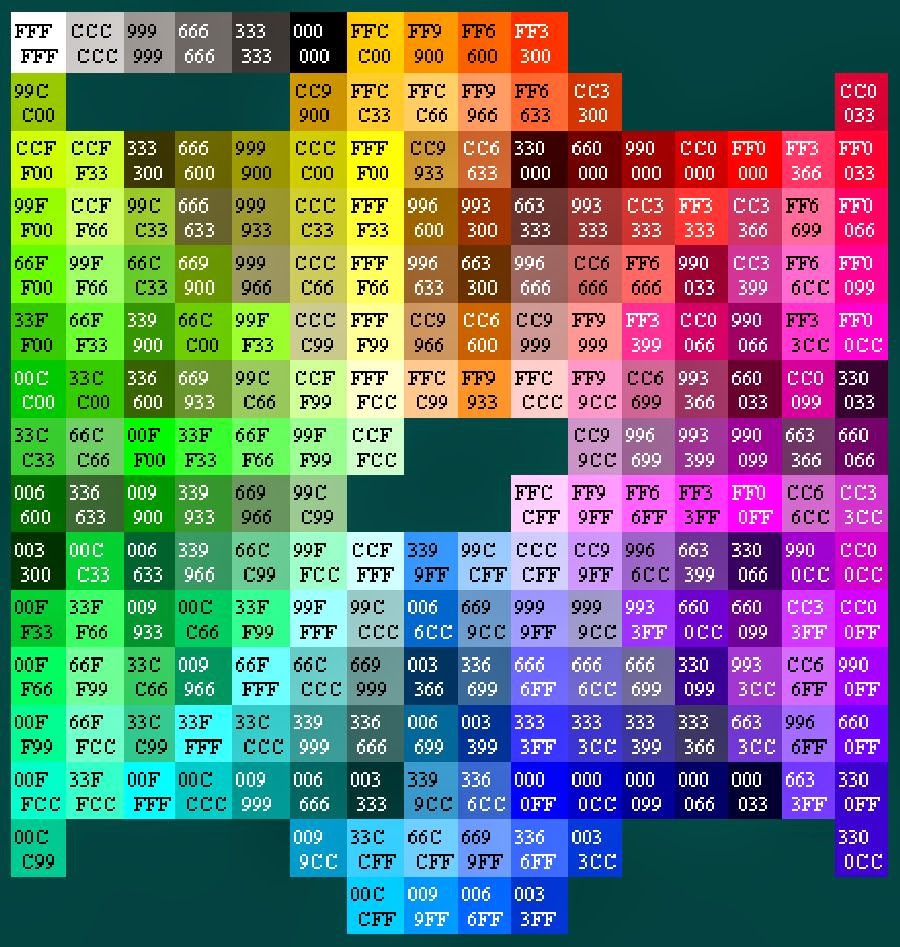 FFF CCC 999 666 333 000 FFC FF9 FF6 FF3
FFF CCC 999 666 333 000 C00 900 600 300
99C CC9 FFC FFC FF9 FF6 CC3 CC0
C00 900 C33 C66 966 633 300 033
CCF CCF 333 666 999 CCC FFF CC9 CC6 330 660 990 CC0 FF0 FF3 FF0
F00 F33 300 600 900 C00 F00 933 633 000 000 000 000 000 366 033
99F CCF 99C 666 999 CCC FFF 996 993 663 993 CC3 FF3 CC3 FF6 FF0
F00 F66 C33 633 933 C33 F33 600 300 333 333 333 333 366 699 066
66F 99F 66C 669 999 CCC FFF 996 663 996 CC6 FF6 990 CC3 FF6 FF0
F00 F66 C33 900 966 C66 F66 633 300 666 666 666 033 399 6CC 099
33F 66F 339 66C 99F CCC FFF CC9 CC6 CC9 FF9 FF3 CC0 990 FF3 FF0
F00 F33 900 C00 F33 C99 F99 966 600 999 999 399 066 066 3CC 0CC
00C 33C 336 669 99C CCF FFF FFC FF9 FFC FF9 CC6 993 660 CC0 330
C00 C00 600 933 C66 F99 FCC C99 933 CCC 9CC 699 366 033 099 033
33C 66C 00F 33F 66F 99F CCF CC9 996 993 990 663 660
C33 C66 F00 F33 F66 F99 FCC 9CC 699 399 099 366 066
006 336 009 339 669 99C FFC FF9 FF6 FF3 FF0 CC6 CC3
600 633 900 933 966 C99 CFF 9FF 6FF 3FF 0FF 6CC 3CC
003 00C 006 339 66C 99F CCF 339 99C CCC CC9 996 663 330 990 CC0
300 C33 633 966 C99 FCC FFF 9FF CFF CFF 9FF 6CC 399 066 0CC 0CC
00F 33F 009 00C 33F 99F 99C 006 669 999 999 993 660 660 CC3 CC0
F33 F66 933 C66 F99 FFF CCC 6CC 9CC 9FF 9CC 3FF 0CC 099 3FF 0FF
00F 66F 33C 009 66F 66C 669 003 336 666 666 666 330 993 CC6 990
F66 F99 C66 966 FFF CCC 999 366 699 6FF 6CC 699 099 3CC 6FF 0FF
00F 66F 33C 33F 33C 339 336 006 003 333 333 333 333 663 996 660
F99 FCC C99 FFF CCC 999 666 699 399 3FF 3CC 399 366 3CC 6FF 0FF
00F 33F 00F 00C 009 006 003 339 336 000 000 000 000 000 663 330
FCC FCC FFF CCC 999 666 333 9CC 6CC 0FF 0CC 099 066 033 3FF 0FF
00C 009 33C 66C 669 336 003 330
C99 9CC CFF CFF 9FF 6FF 3CC 0CC
00C 009 006 003
CFF 9FF 6FF 3FF